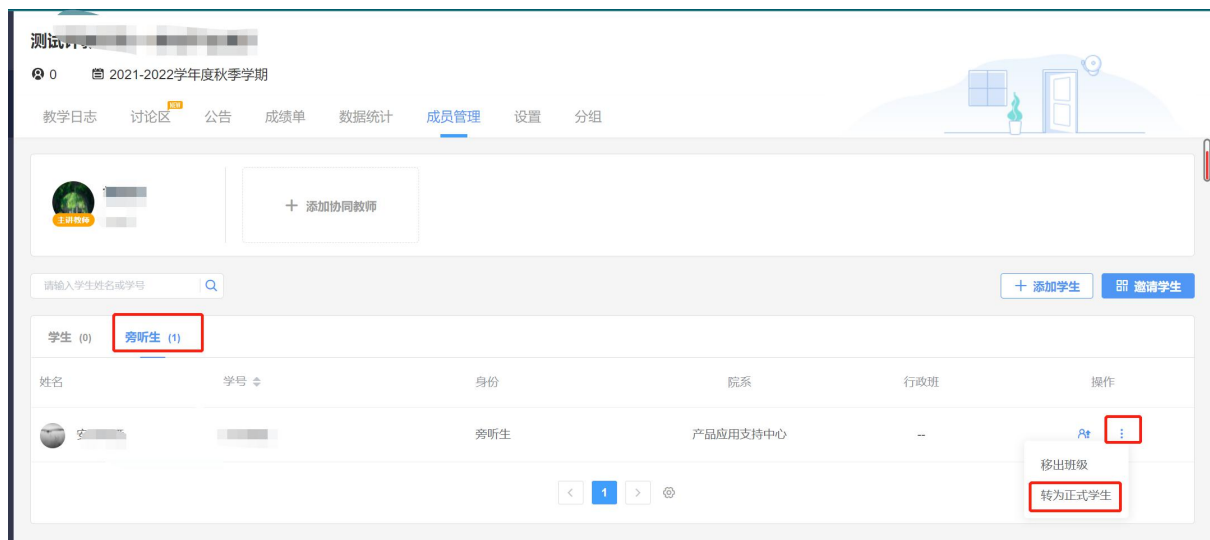 测试
0 2021-2022学年度秋季学期
教学日志 讨论区 NEW 公告 成绩单 数据统计 成员管理 设置 分组
主讲教师
+ 添加协同教师
请输入学生姓名或学号
+ 添加学生 邀请学生
学生 (0) 旁听生 (1)
姓名 学号 身份 院系 行政班 操作
安 旁听生 产品应用支持中心 --
移出班级
< 1 >
转为正式学生